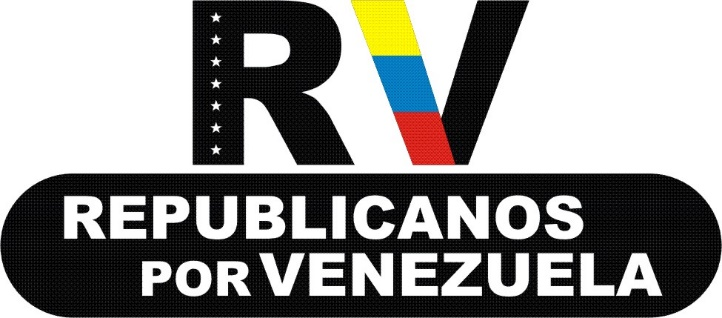 RV
REPUBLICANOS
POR VENEZUELA